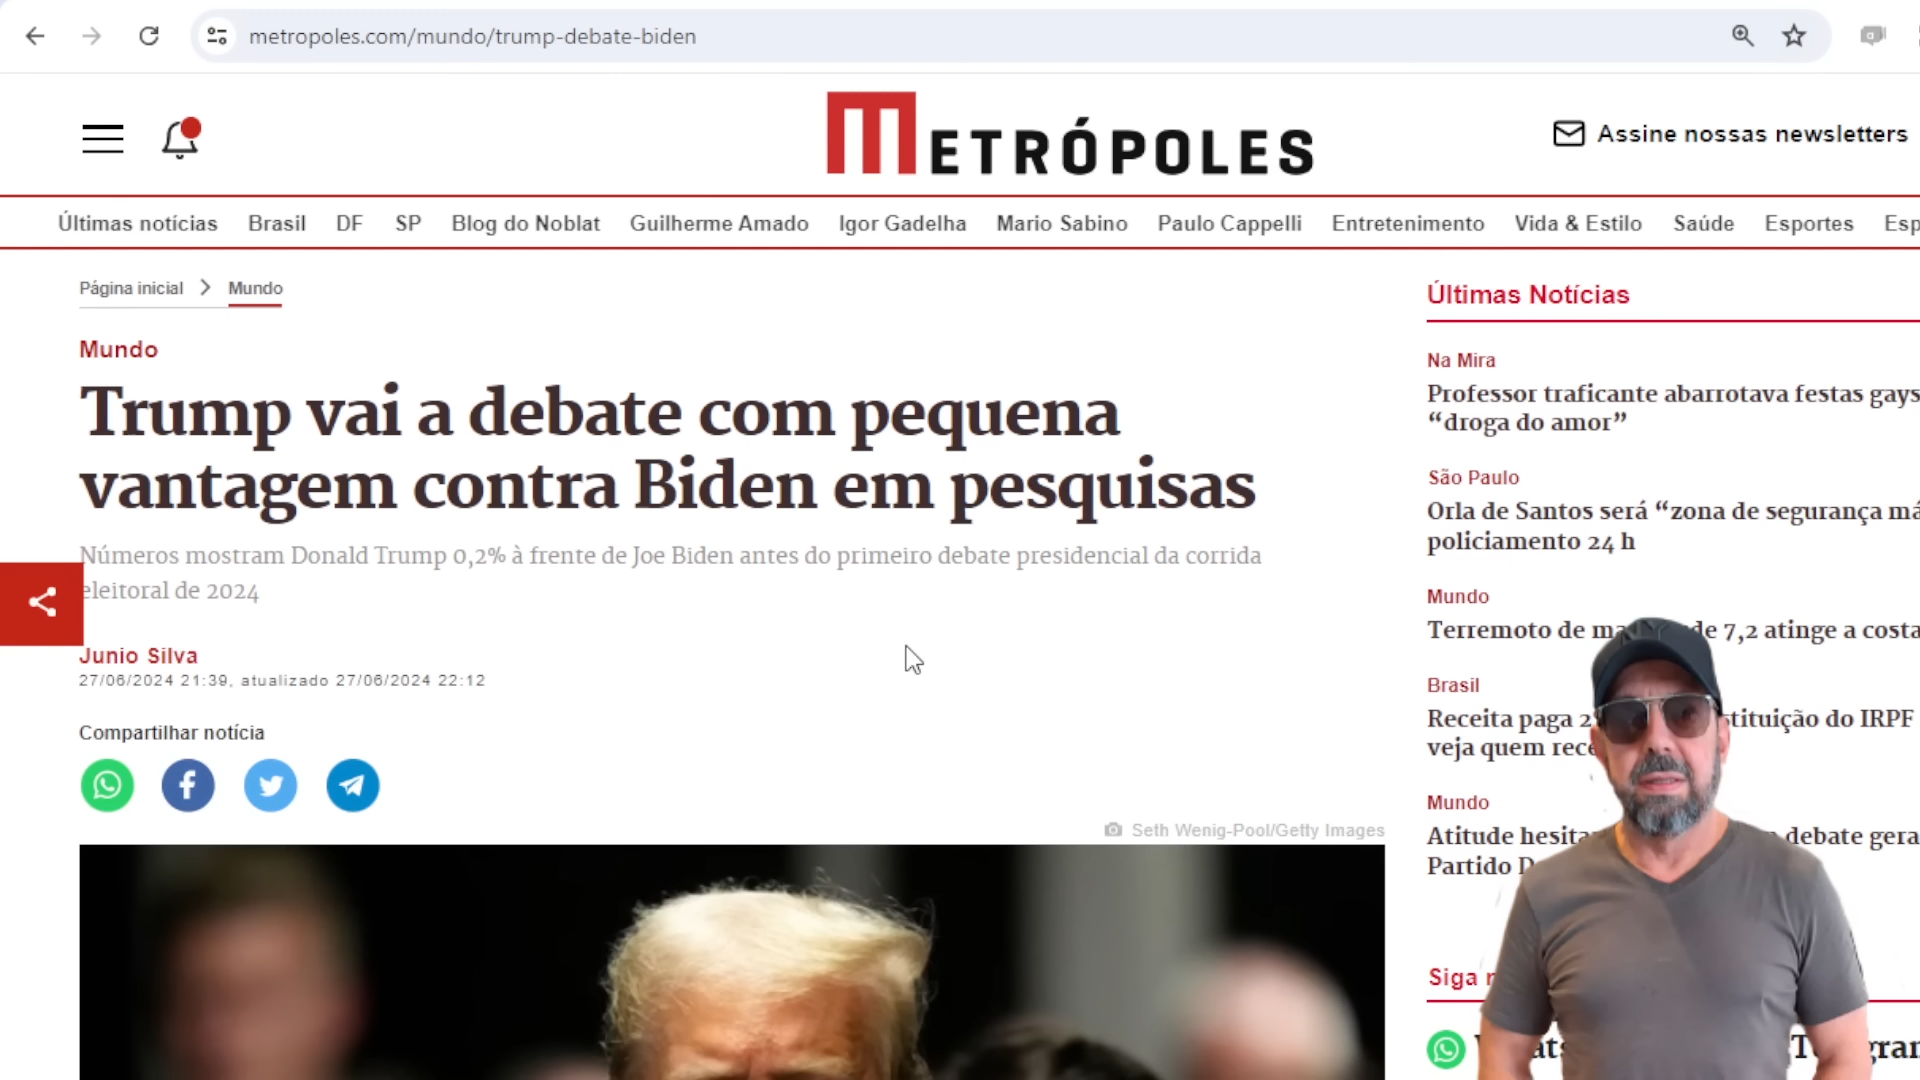 metropoles.com/mundo/trump-debate-biden
METRÓPOLES
Assine nossas newsletters
Últimas notícias Brasil DF SP Blog do Noblat Guilherme Amado Igor Gadelha Mario Sabino Paulo Cappelli Entretenimento Vida & Estilo Saúde Esportes Esp
Página inicial > Mundo
Mundo
Trump vai a debate com pequena
vantagem contra Biden em pesquisas
Números mostram Donald Trump 0,2% à frente de Joe Biden antes do primeiro debate presidencial da corrida
eleitoral de 2024
Junio Silva
27/06/2024 21:39, atualizado 27/06/2024 22:12
Compartilhar notícia
Seth Wenig-Pool/Getty Images
Últimas Notícias
Na Mira
Professor traficante abarrotava festas gays
“droga do amor”
São Paulo
Orla de Santos será “zona de segurança má
policiamento 24 h
Mundo
Terremoto de de 7,2 atinge a costa
Brasil
Receita paga do IRPF
veja quem
Mundo
Atitude debate
Partido
Siga